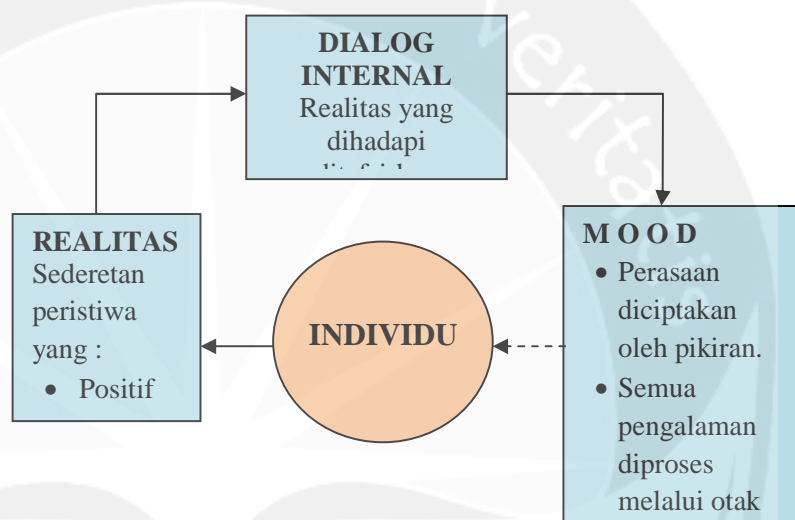 DIALOG
INTERNAL
Realitas yang
dihadapi
REALITAS
Sederetan
peristiwa
yang :
• Positif
INDIVIDU
M O O D
• Perasaan
diciptakan
oleh pikiran.
• Semua
pengalaman
diproses
melalui otak
veritatis